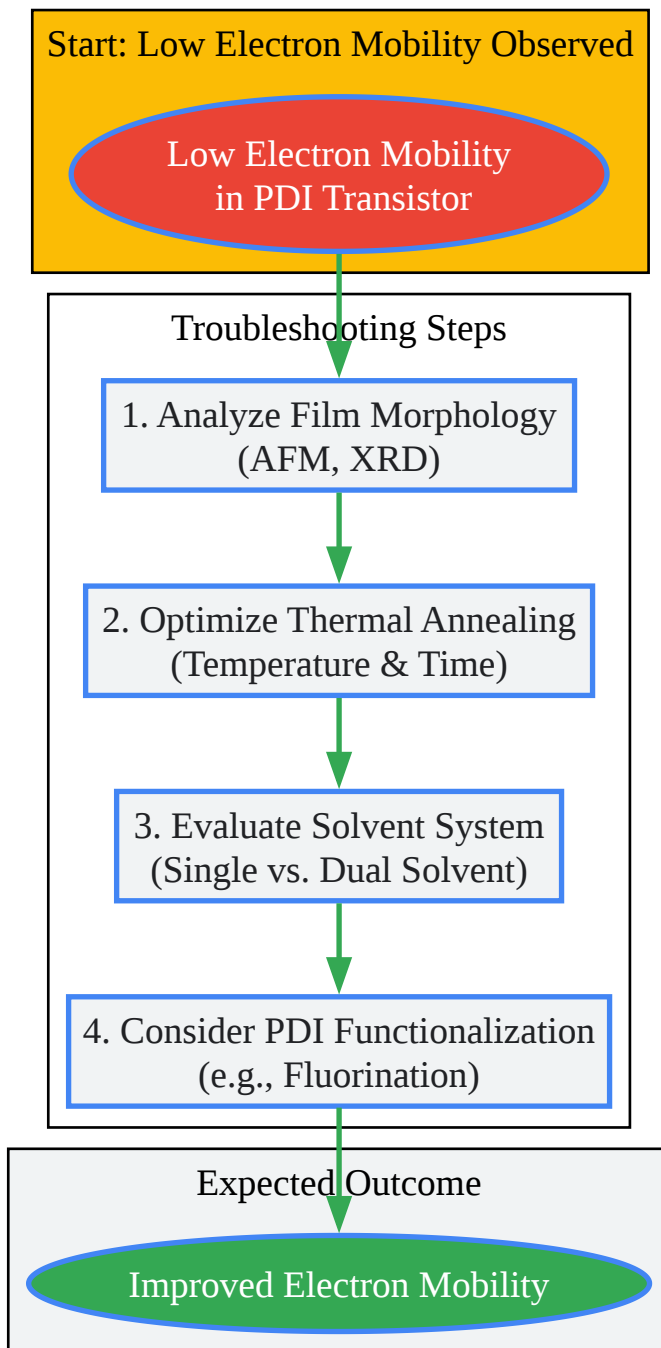 Start: Low Electron Mobility Observed
Low Electron Mobility
in PDI Transistor
Troubleshooting Steps
1. Analyze Film Morphology
(AFM, XRD)
2. Optimize Thermal Annealing
(Temperature & Time)
3. Evaluate Solvent System
(Single vs. Dual Solvent)
4. Consider PDI Functionalization
(e.g., Fluorination)
Expected Outcome
Improved Electron Mobility